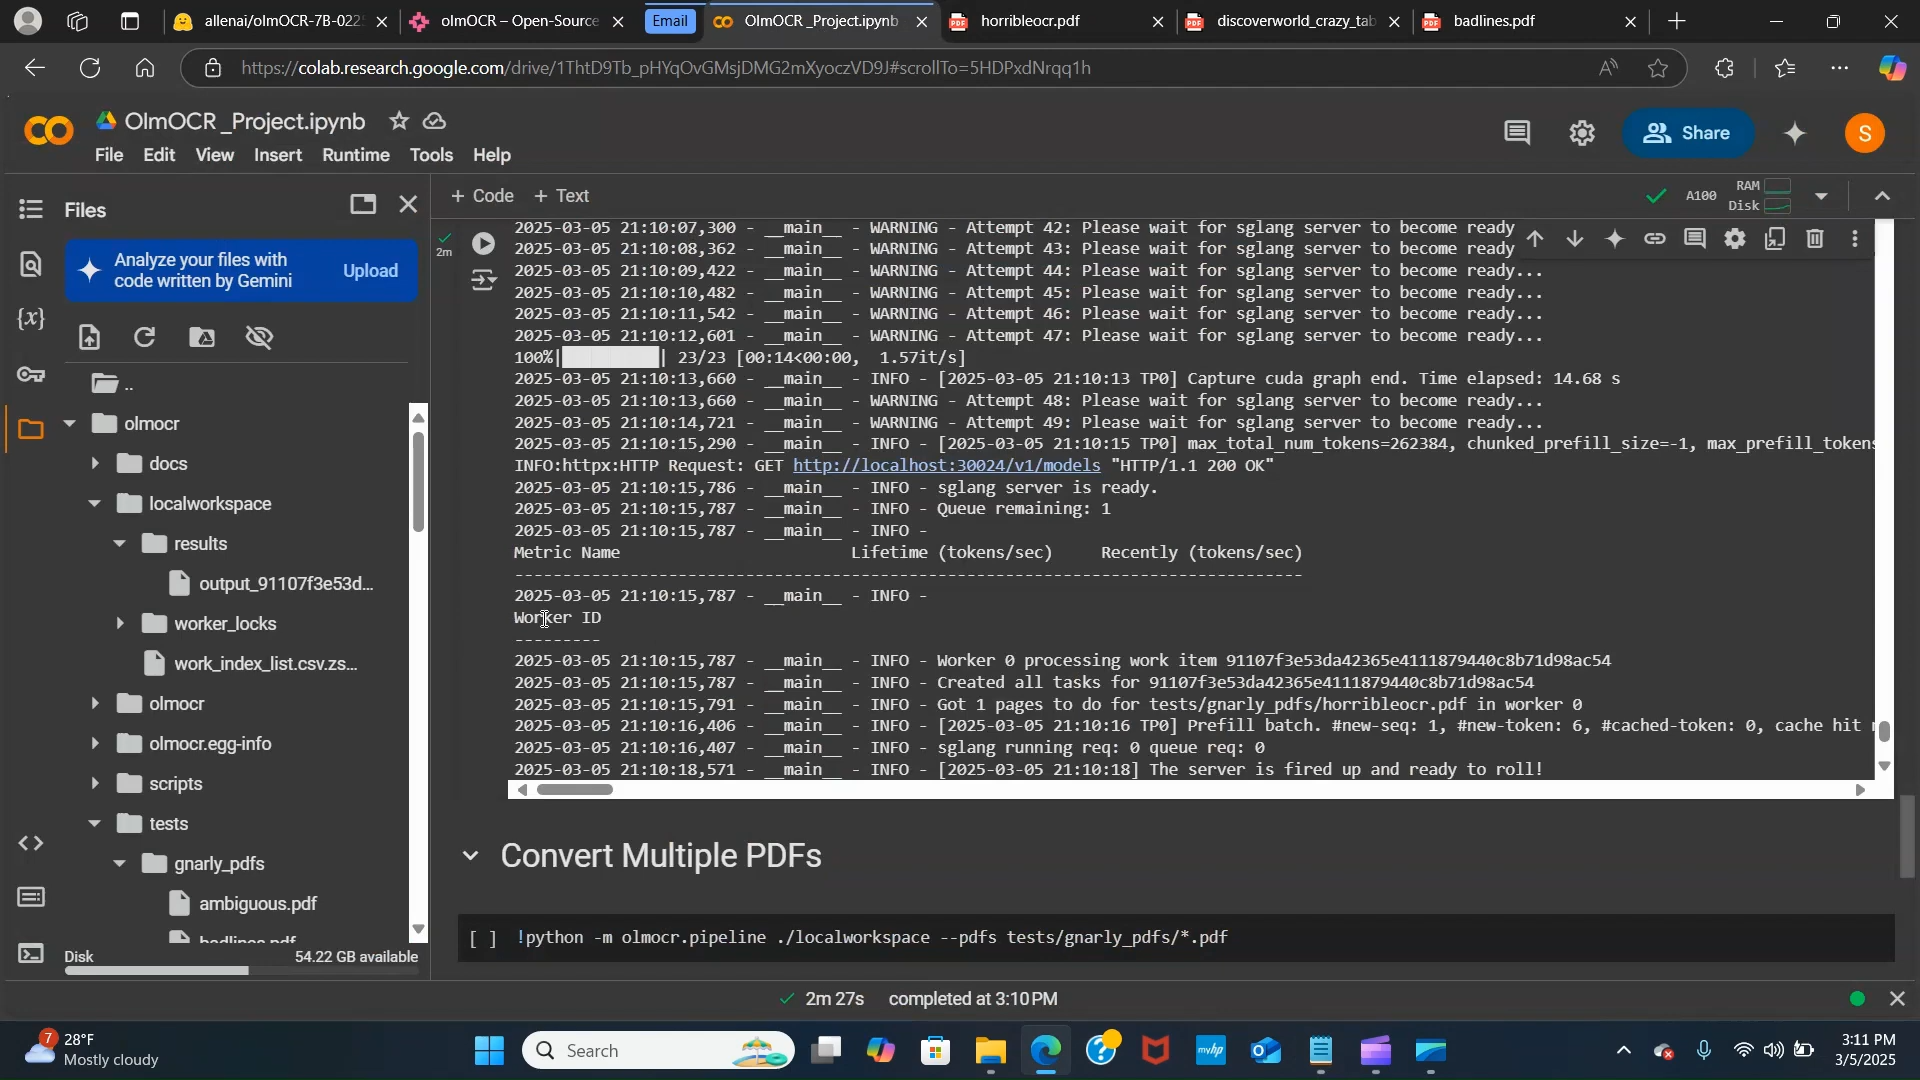 allenai/olmOCR-7B-0225
olmOCR – Open-Source
Email
OlmOCR _Project.ipynb
horribleocr.pdf
discoverworld_crazy_tab
badlines.pdf
https://colab.research.google.com/drive/1ThtD9Tb_pHYqOvGMsjDMG2mXyoczVD9J#scrollTo=5HDPxdNrqq1h
OlmOCR _Project.ipynb
Share
S
File Edit View Insert Runtime Tools Help
Files
+ Code + Text
A100
RAM
Disk
Analyze your files with
code written by Gemini
Upload
..
olmocr
docs
localworkspace
results
output_91107f3e53d...
worker_locks
work_index_list.csv.zs...
olmocr
olmocr.egg-info
scripts
tests
gnarly_pdfs
ambiguous.pdf
badlines.pdf
Disk 54.22 GB available
2m
2025-03-05 21:10:07,300 - __main__ - WARNING - Attempt 42: Please wait for sglang server to become ready
2025-03-05 21:10:08,362 - __main__ - WARNING - Attempt 43: Please wait for sglang server to become ready
2025-03-05 21:10:09,422 - __main__ - WARNING - Attempt 44: Please wait for sglang server to become ready...
2025-03-05 21:10:10,482 - __main__ - WARNING - Attempt 45: Please wait for sglang server to become ready...
2025-03-05 21:10:11,542 - __main__ - WARNING - Attempt 46: Please wait for sglang server to become ready...
2025-03-05 21:10:12,601 - __main__ - WARNING - Attempt 47: Please wait for sglang server to become ready...
100%|██████████| 23/23 [00:14<00:00, 1.57it/s]
2025-03-05 21:10:13,660 - __main__ - INFO - [2025-03-05 21:10:13 TP0] Capture cuda graph end. Time elapsed: 14.68 s
2025-03-05 21:10:13,660 - __main__ - WARNING - Attempt 48: Please wait for sglang server to become ready...
2025-03-05 21:10:14,721 - __main__ - WARNING - Attempt 49: Please wait for sglang server to become ready...
2025-03-05 21:10:15,290 - __main__ - INFO - [2025-03-05 21:10:15 TP0] max_total_num_tokens=262384, chunked_prefill_size=-1, max_prefill_tokens
INFO:httpx:HTTP Request: GET http://localhost:30024/v1/models "HTTP/1.1 200 OK"
2025-03-05 21:10:15,786 - __main__ - INFO - sglang server is ready.
2025-03-05 21:10:15,787 - __main__ - INFO - Queue remaining: 1
2025-03-05 21:10:15,787 - __main__ - INFO -
Metric Name Lifetime (tokens/sec) Recently (tokens/sec)
----------------------------------------------------------------------------------
2025-03-05 21:10:15,787 - __main__ - INFO -
Worker ID
---------
2025-03-05 21:10:15,787 - __main__ - INFO - Worker 0 processing work item 91107f3e53da42365e4111879440c8b71d98ac54
2025-03-05 21:10:15,787 - __main__ - INFO - Created all tasks for 91107f3e53da42365e4111879440c8b71d98ac54
2025-03-05 21:10:15,791 - __main__ - INFO - Got 1 pages to do for tests/gnarly_pdfs/horribleocr.pdf in worker 0
2025-03-05 21:10:16,406 - __main__ - INFO - [2025-03-05 21:10:16 TP0] Prefill batch. #new-seq: 1, #new-token: 6, #cached-token: 0, cache hit r
2025-03-05 21:10:16,407 - __main__ - INFO - sglang running req: 0 queue req: 0
2025-03-05 21:10:18,571 - __main__ - INFO - [2025-03-05 21:10:18] The server is fired up and ready to roll!
Convert Multiple PDFs
[ ] !python -m olmocr.pipeline ./localworkspace --pdfs tests/gnarly_pdfs/*.pdf
2m 27s completed at 3:10 PM
7
28°F
Mostly cloudy
Search
myhp
3:11 PM
3/5/2025